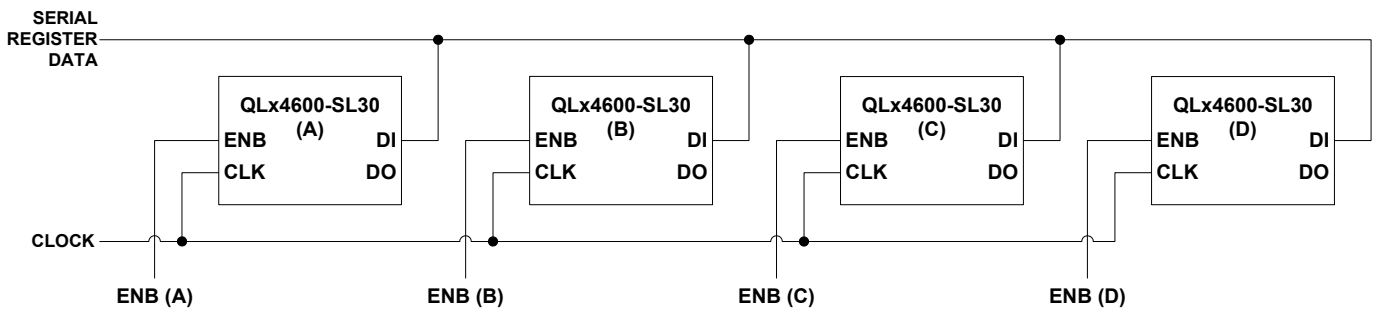 SERIAL
REGISTER
DATA
QLx4600-SL30
(A)
ENB DI
CLK DO
QLx4600-SL30
(B)
ENB DI
CLK DO
QLx4600-SL30
(C)
ENB DI
CLK DO
QLx4600-SL30
(D)
ENB DI
CLK DO
CLOCK
ENB (A)
ENB (B)
ENB (C)
ENB (D)